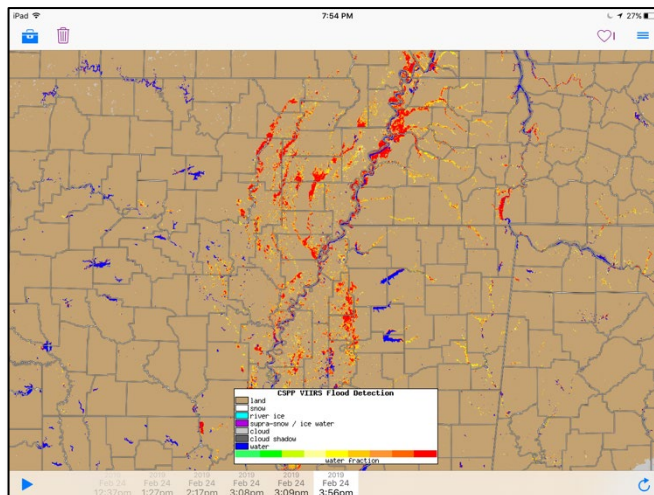 iPad 7:54 PM 27%
CSPP VIIRS Flood Detection
land
snow
river ice
supra-snow / ice water
cloud
cloud shadow
water
water fraction
2019 2019 2019 2019 2019 2019
Feb 24 Feb 24 Feb 24 Feb 24 Feb 24 Feb 24
12:37pm 1:27pm 2:17pm 3:08pm 3:09pm 3:56pm